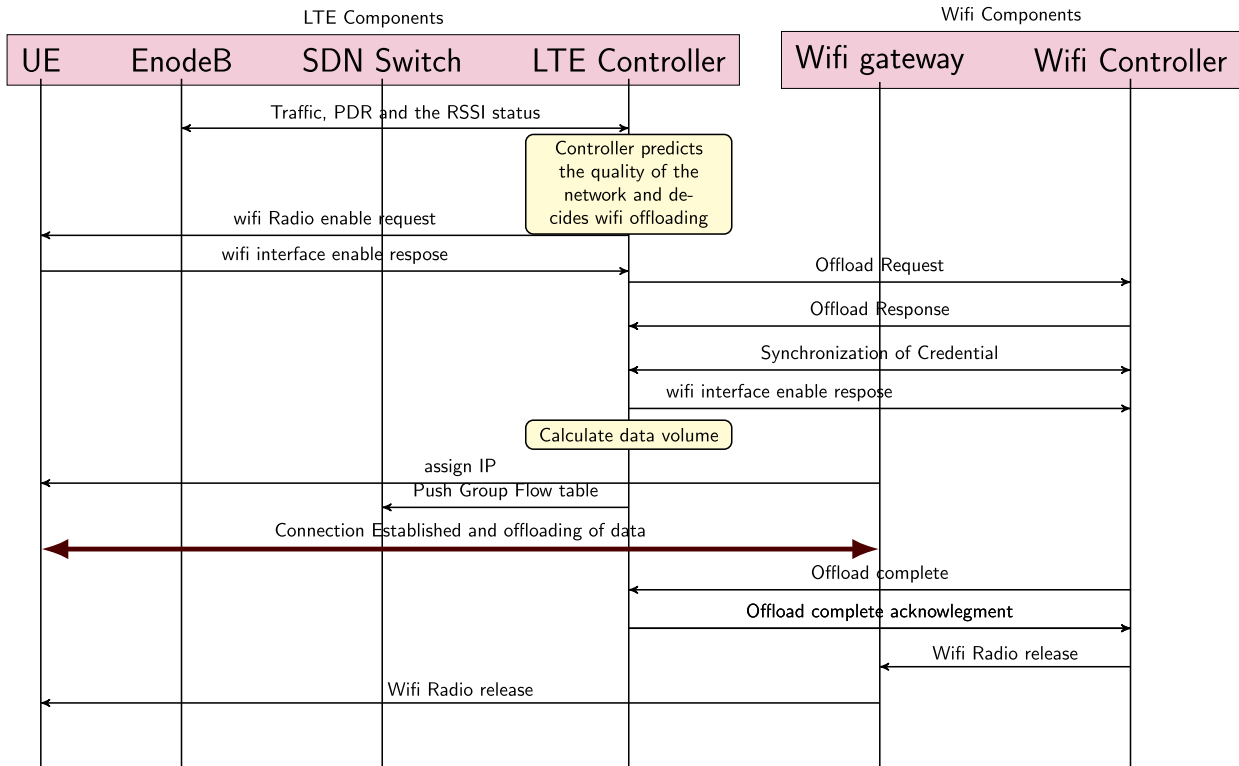 LTE Components
Wifi Components
UE EnodeB SDN Switch LTE Controller
Wifi gateway Wifi Controller
Traffic, PDR and the RSSI status
Controller predicts
the quality of the
network and de-
cides wifi offloading
wifi Radio enable request
wifi interface enable respose
Offload Request
Offload Response
Synchronization of Credential
wifi interface enable respose
Calculate data volume
assign IP
Push Group Flow table
Connection Established and offloading of data
Offload complete
Offload complete acknowlegment
Wifi Radio release
Wifi Radio release